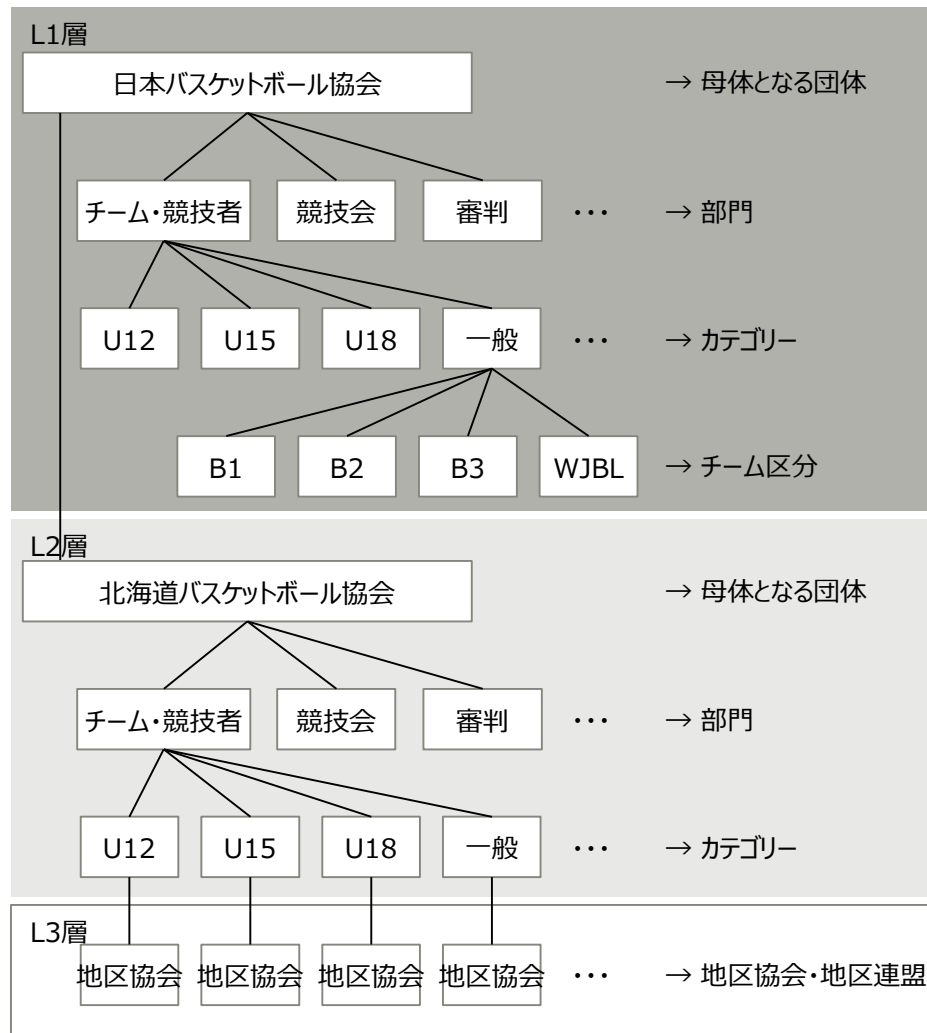 L1層
日本バスケットボール協会 → 母体となる団体
チーム・競技者 競技会 審判 ・・・ → 部門
U12 U15 U18 一般 ・・・ → カテゴリー
B1 B2 B3 WJBL → チーム区分
L2層
北海道バスケットボール協会 → 母体となる団体
チーム・競技者 競技会 審判 ・・・ → 部門
U12 U15 U18 一般 ・・・ → カテゴリー
L3層
地区協会 地区協会 地区協会 地区協会 ・・・ → 地区協会・地区連盟